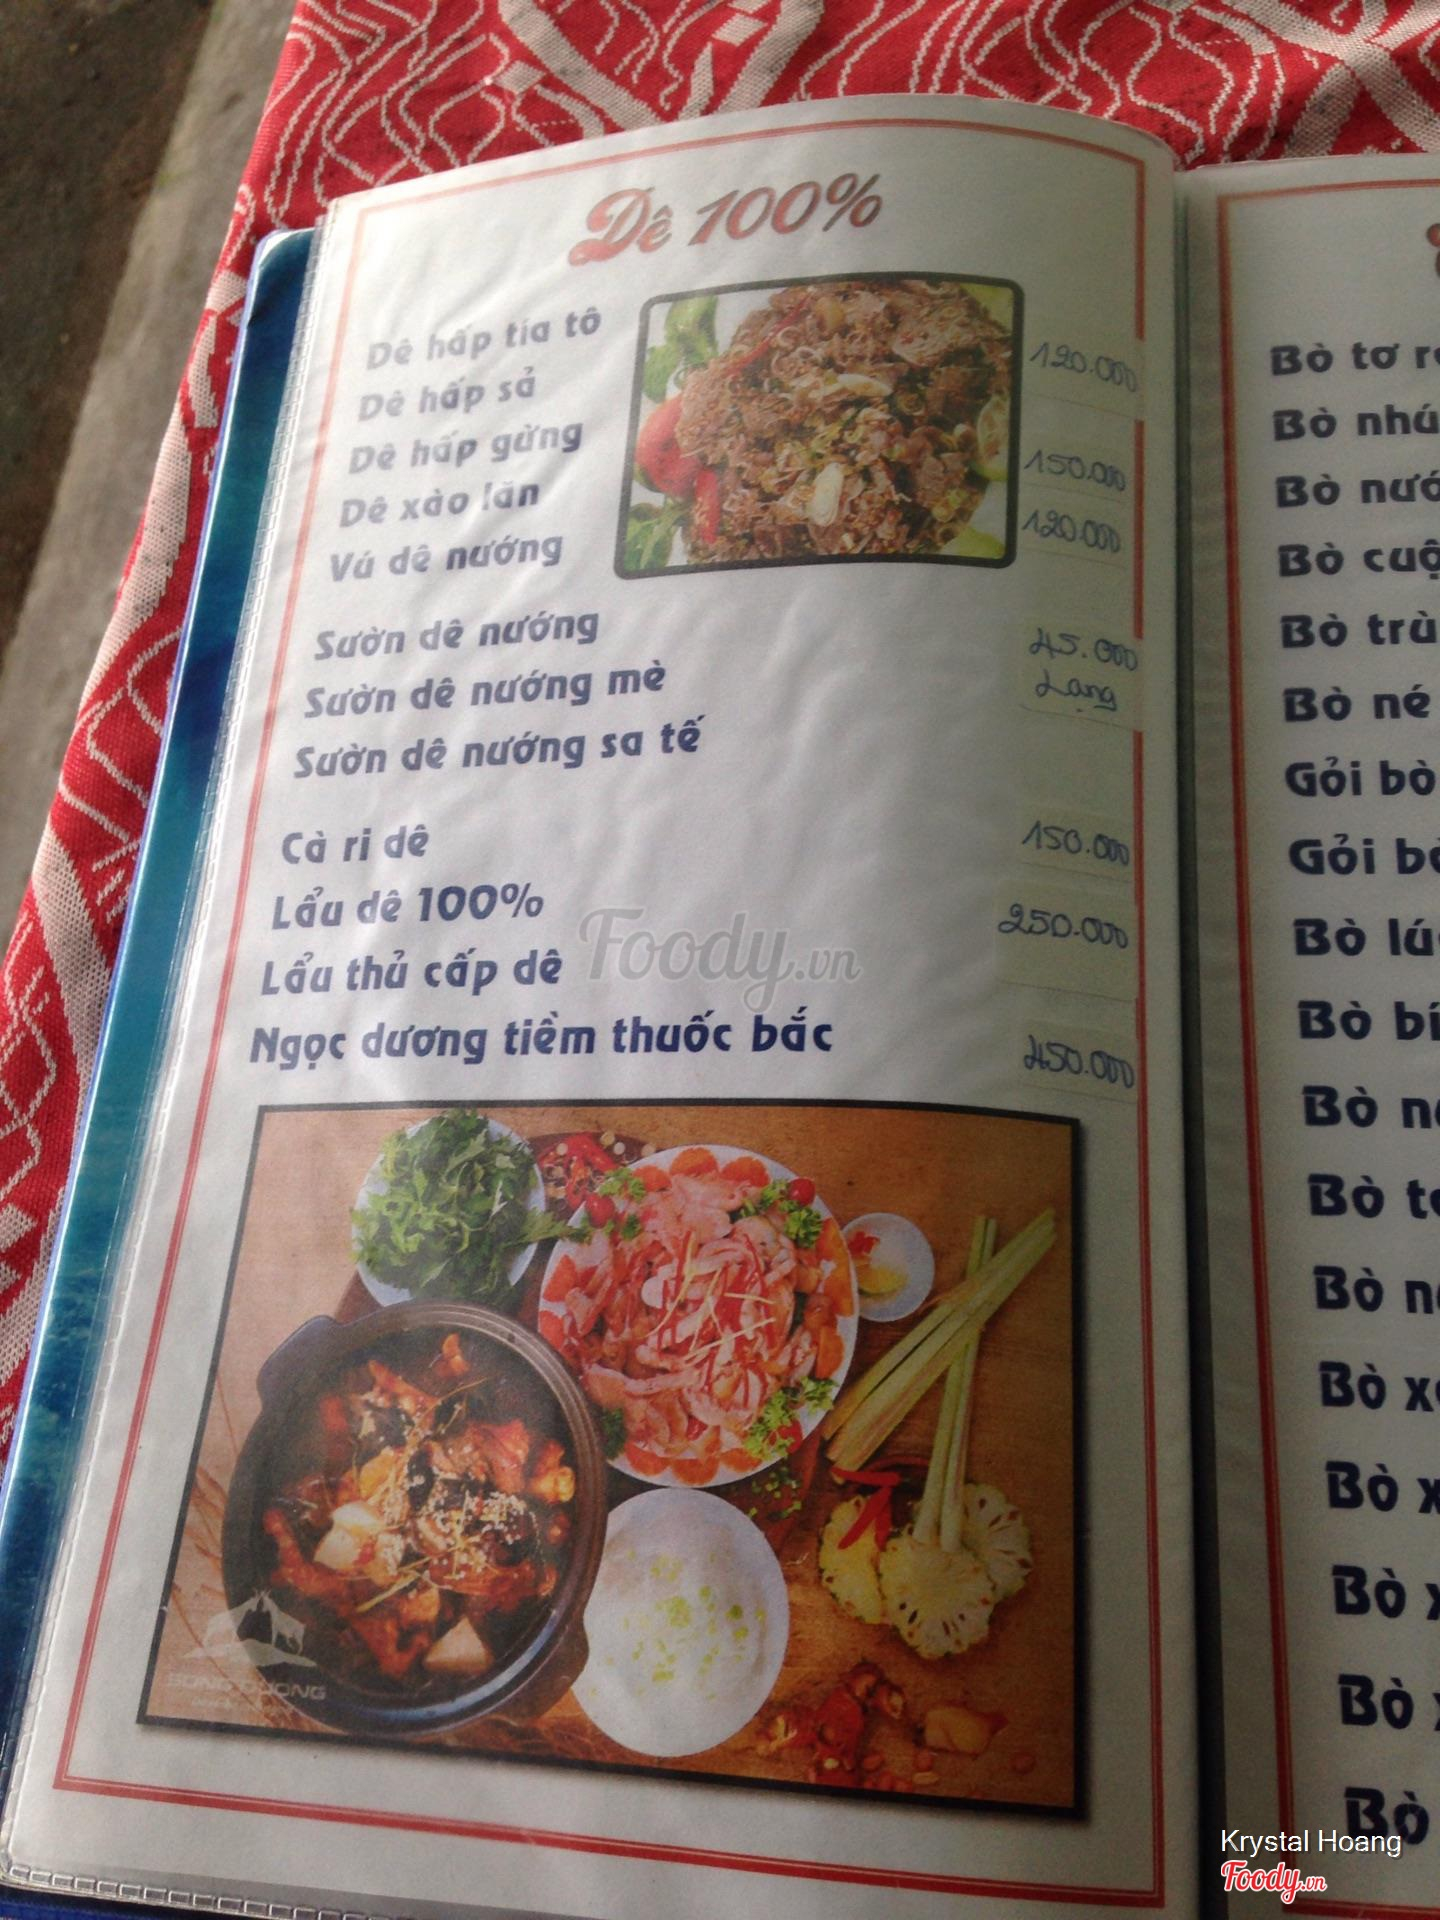 Dê 100%
Dê hấp tía tô
120.000
Dê hấp sả
Dê hấp gừng
150.000
Dê xào lăn
120.000
Vú dê nướng
Sườn dê nướng
45.000
Lạng
Sườn dê nướng mè
Sườn dê nướng sa tế
Cà ri dê
150.000
Lẩu dê 100%
250.000
Lẩu thủ cấp dê
Ngọc dương tiềm thuốc bắc
450.000
Foody.vn
Bò tơ
Bò
Bò
Bò
Bò
Bò né
Gỏi bò
Gỏi
Bò
Bò
Bò
Bò
Bò
Bò
Bò
Bò
Bò
Bò
Krystal Hoang
Foody.vn